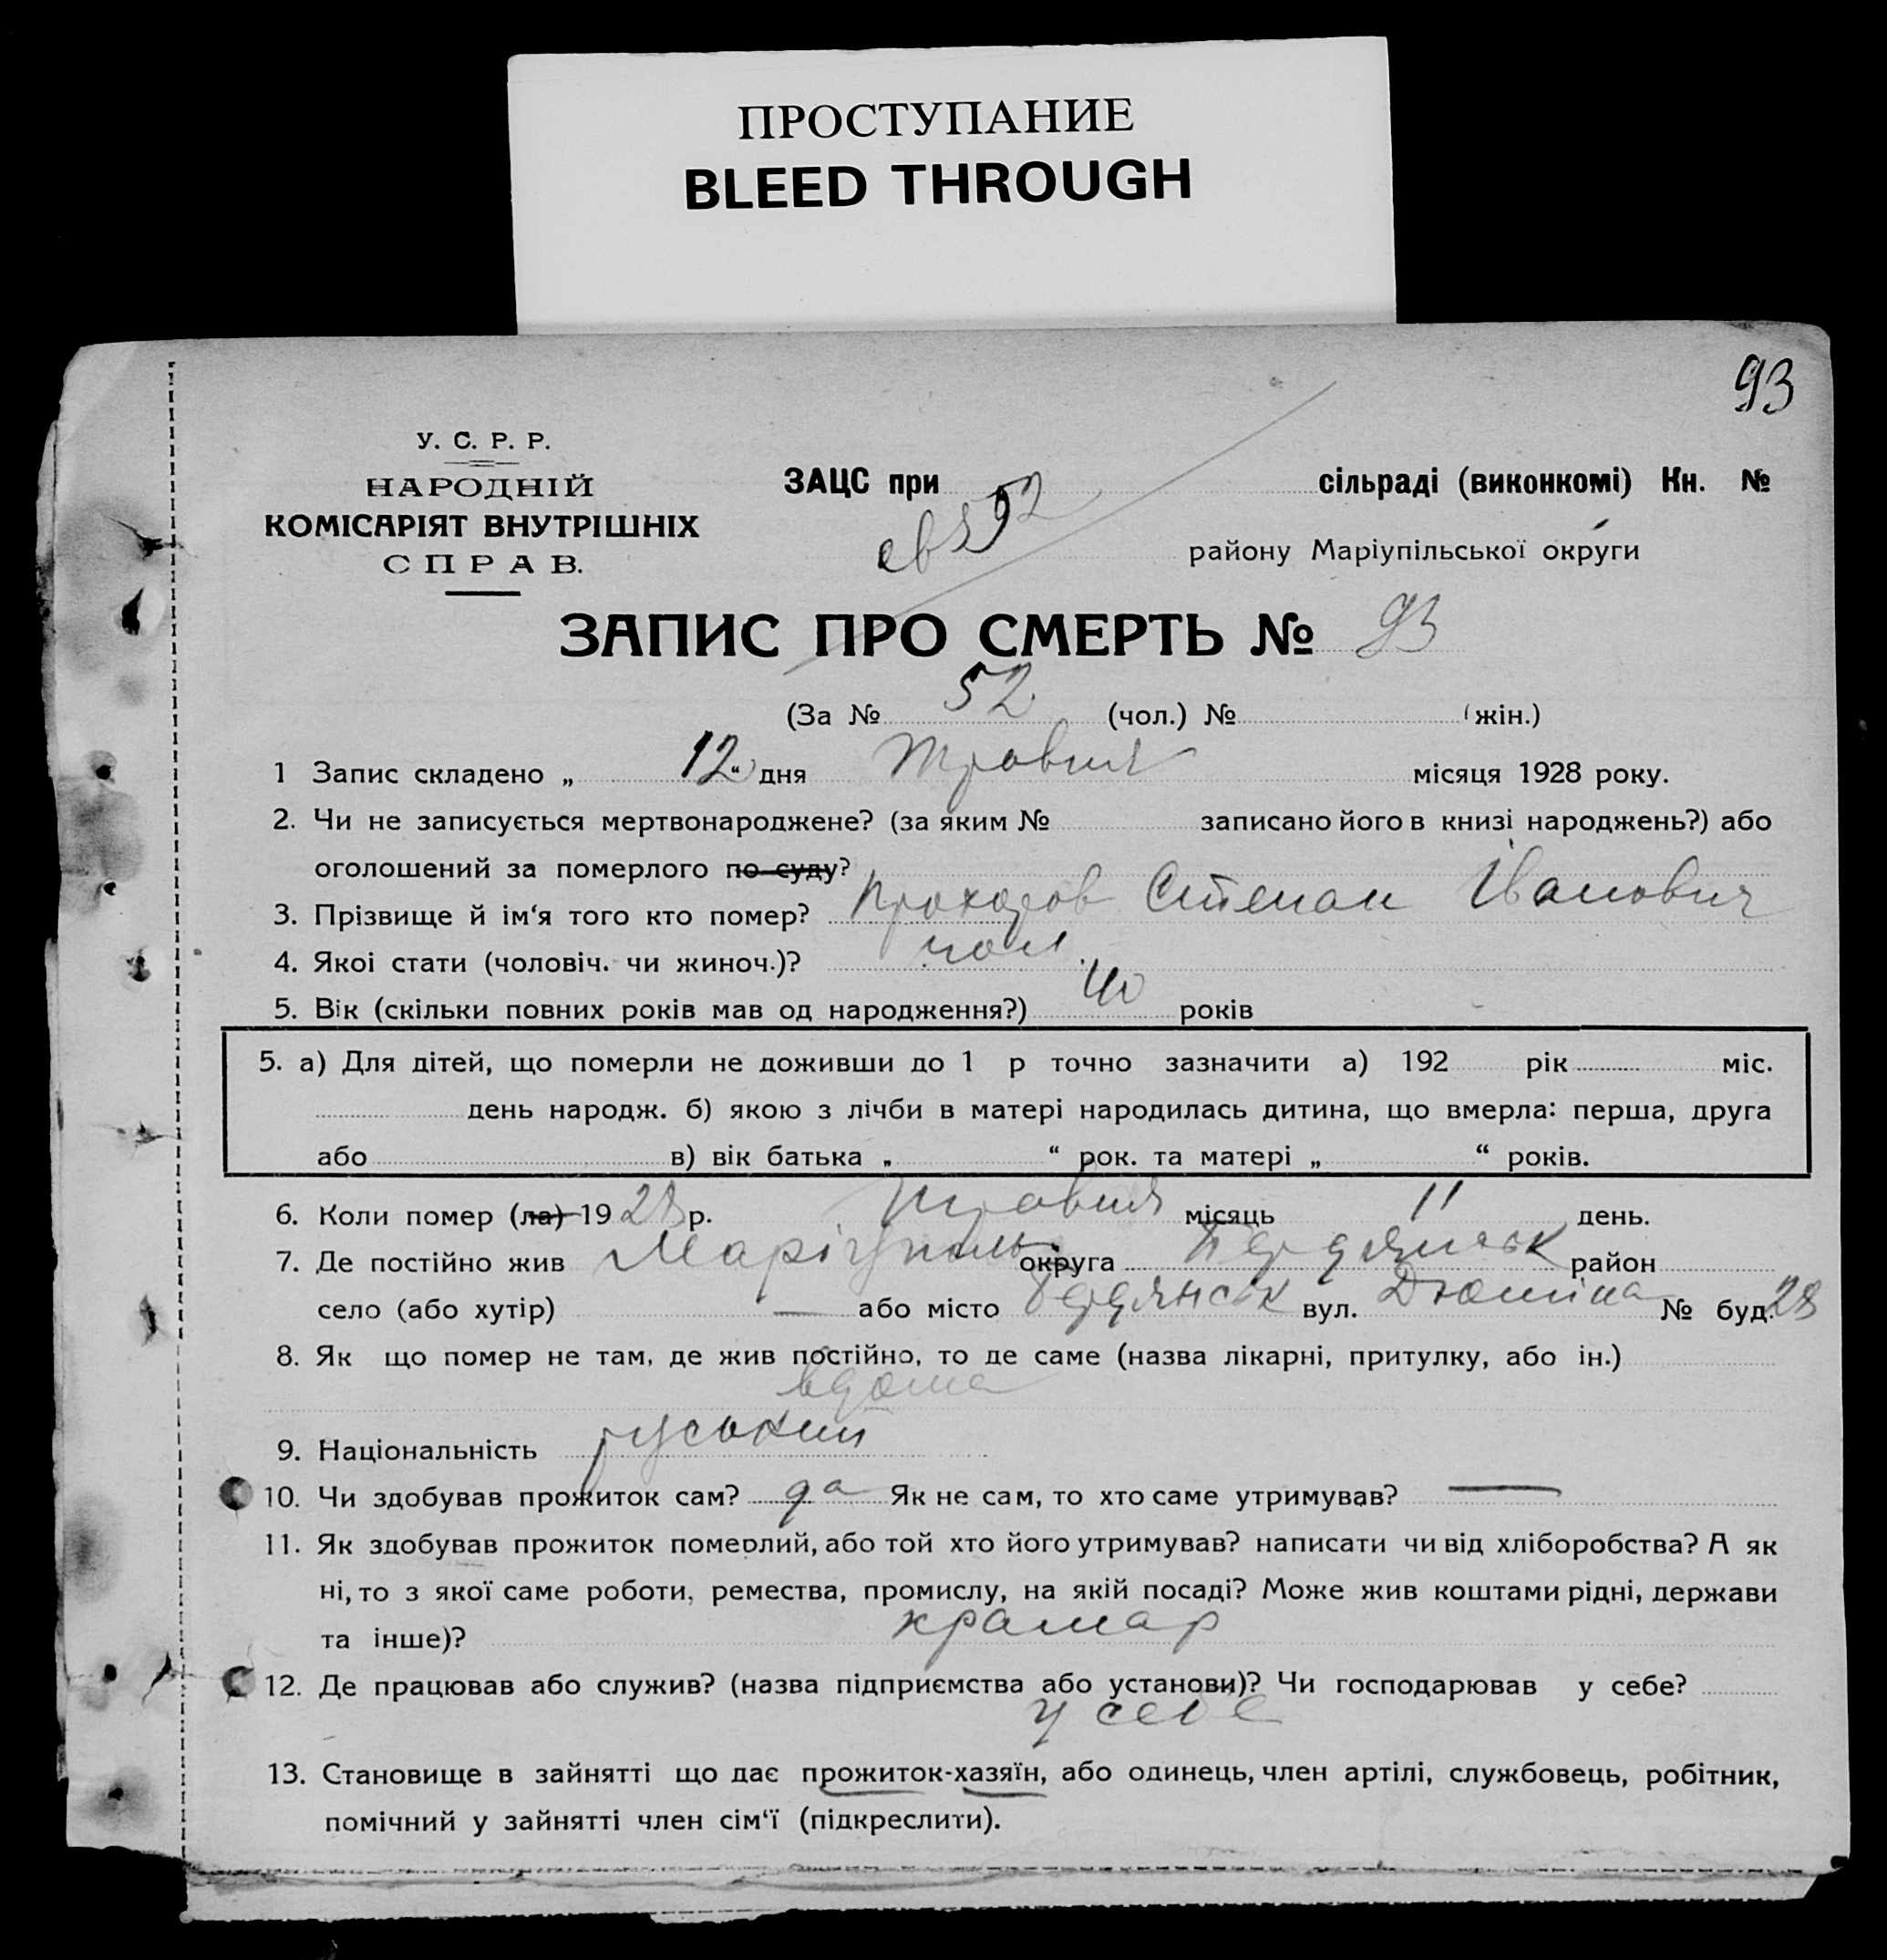 ПРОСТУПАНИЕ
BLEED THROUGH
93
У. С. Р. Р.
НАРОДНІЙ
КОМІСАРІЯТ ВНУТРІШНІХ
СПРАВ.
ЗАЦС при сільраді (виконкомі) Кн. №
району Маріупільської округи
ЗАПИС ПРО СМЕРТЬ № 93
(За № 52 (чол.) № (жін.)
1 Запис складено „ 12 “ дня травня місяця 1928 року.
2. Чи не записується мертвонароджене? (за яким № записано його в книзі народжень?) або
оголошений за померлого по суду?
3. Прізвище й ім‘я того кто помер? Прохоров Степан Іванович
4. Якоі стати (чоловіч. чи жиноч.)? чол.
5. Вік (скільки повних років мав од народження?) 40 років
5. а) Для дітей, що померли не доживши до 1 р точно зазначити а) 192 рік міс.
день народж. б) якою з лічби в матері народилась дитина, що вмерла: перша, друга
або в) вік батька „ “ рок. та матері „ “ років.
6. Коли помер (ла) 1928 р. травня місяць 11 день.
7. Де постійно жив Маріуполь округа Бердянськ район
село (або хутір) — або місто Бердянськ вул. Дюміна № буд. 28
8. Як що помер не там, де жив постійно, то де саме (назва лікарні, притулку, або ін.)
вдома
9. Національність руський
10. Чи здобував прожиток сам? да Як не сам, то хто саме утримував? —
11. Як здобував прожиток померлий, або той хто його утримував? написати чи від хліборобства? А як
ні, то з якої саме роботи, ремества, промислу, на якій посаді? Може жив коштами рідні, держави
та інше)? крамар
12. Де працював або служив? (назва підприємства або установи)? Чи господарював у себе?
у себе
13. Становище в зайнятті що дає прожиток-хазяїн, або одинець, член артілі, службовець, робітник,
помічний у зайнятті член сім‘ї (підкреслити).